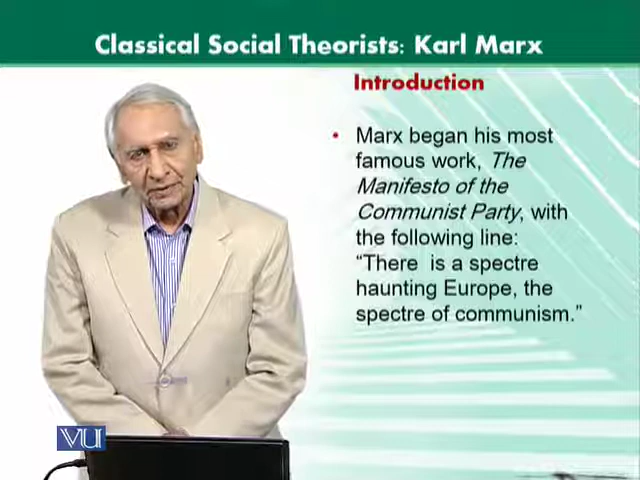 Classical Social Theorists: Karl Marx
Introduction
• Marx began his most
famous work, The
Manifesto of the
Communist Party, with
the following line:
“There is a spectre
haunting Europe, the
spectre of communism.”
VU